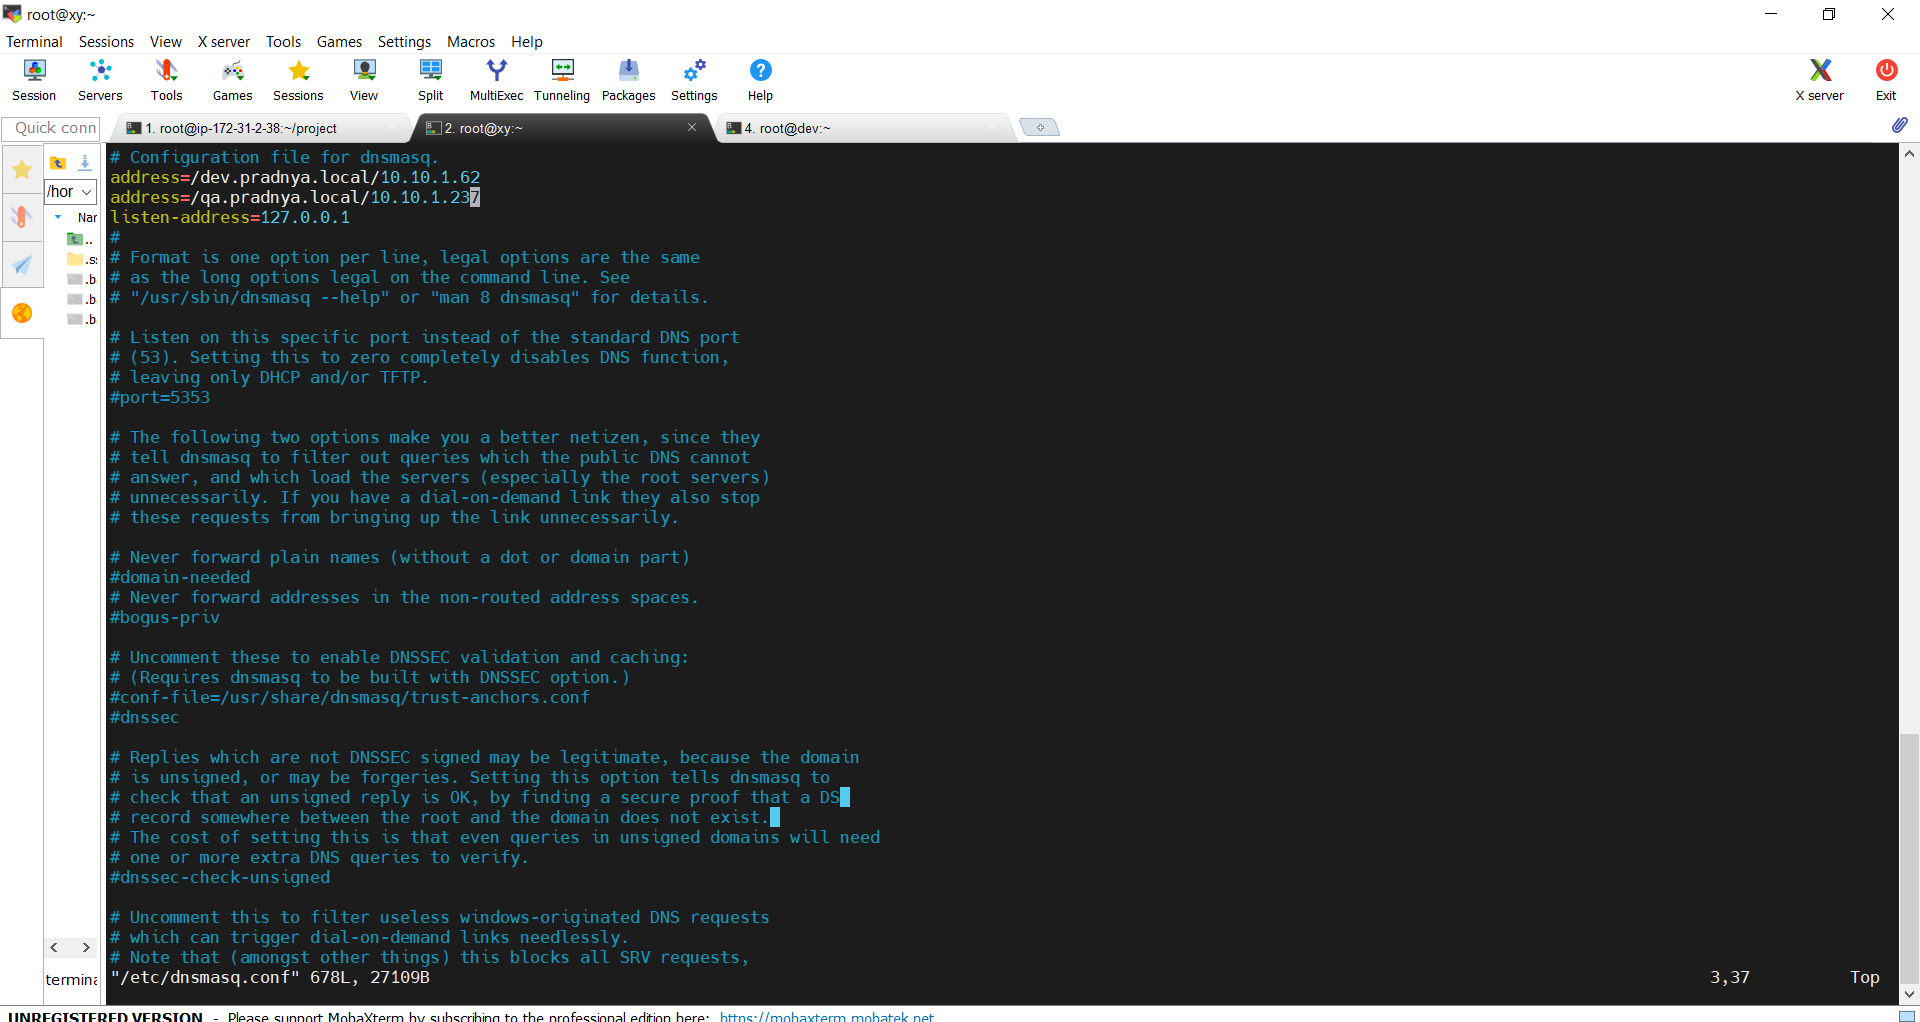 root@xy:~
Terminal Sessions View X server Tools Games Settings Macros Help
Session Servers Tools Games Sessions View Split MultiExec Tunneling Packages Settings Help X server Exit
Quick conn
1. root@ip-172-31-2-38:~/project
2. root@xy:~
4. root@dev:~
/hor
Nar
..
.s
.b
.b
.b
termina
# Configuration file for dnsmasq.
address=/dev.pradnya.local/10.10.1.62
address=/qa.pradnya.local/10.10.1.237
listen-address=127.0.0.1
#
# Format is one option per line, legal options are the same
# as the long options legal on the command line. See
# "/usr/sbin/dnsmasq --help" or "man 8 dnsmasq" for details.
# Listen on this specific port instead of the standard DNS port
# (53). Setting this to zero completely disables DNS function,
# leaving only DHCP and/or TFTP.
#port=5353
# The following two options make you a better netizen, since they
# tell dnsmasq to filter out queries which the public DNS cannot
# answer, and which load the servers (especially the root servers)
# unnecessarily. If you have a dial-on-demand link they also stop
# these requests from bringing up the link unnecessarily.
# Never forward plain names (without a dot or domain part)
#domain-needed
# Never forward addresses in the non-routed address spaces.
#bogus-priv
# Uncomment these to enable DNSSEC validation and caching:
# (Requires dnsmasq to be built with DNSSEC option.)
#conf-file=/usr/share/dnsmasq/trust-anchors.conf
#dnssec
# Replies which are not DNSSEC signed may be legitimate, because the domain
# is unsigned, or may be forgeries. Setting this option tells dnsmasq to
# check that an unsigned reply is OK, by finding a secure proof that a DS
# record somewhere between the root and the domain does not exist.
# The cost of setting this is that even queries in unsigned domains will need
# one or more extra DNS queries to verify.
#dnssec-check-unsigned
# Uncomment this to filter useless windows-originated DNS requests
# which can trigger dial-on-demand links needlessly.
# Note that (amongst other things) this blocks all SRV requests,
"/etc/dnsmasq.conf" 678L, 27109B 3,37 Top
UNREGISTERED VERSION - Please support MobaXterm by subscribing to the professional edition here: https://mobaxterm.mobatek.net